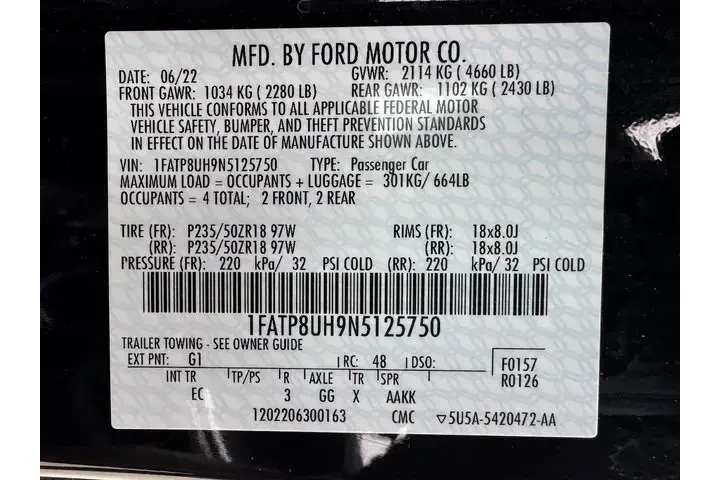 MFD. BY FORD MOTOR CO.
DATE: 06/22 GVWR: 2114 KG ( 4660 LB)
FRONT GAWR: 1034 KG ( 2280 LB) REAR GAWR: 1102 KG ( 2430 LB)
THIS VEHICLE CONFORMS TO ALL APPLICABLE FEDERAL MOTOR
VEHICLE SAFETY, BUMPER, AND THEFT PREVENTION STANDARDS
IN EFFECT ON THE DATE OF MANUFACTURE SHOWN ABOVE.
VIN: 1FATP8UH9N5125750 TYPE: Passenger Car
MAXIMUM LOAD = OCCUPANTS + LUGGAGE = 301KG/ 664LB
OCCUPANTS = 4 TOTAL; 2 FRONT, 2 REAR
TIRE (FR): P235/50ZR18 97W RIMS (FR): 18x8.0J
(RR): P235/50ZR18 97W (RR): 18x8.0J
PRESSURE (FR): 220 kPa/ 32 PSI COLD (RR): 220 kPa/ 32 PSI COLD
1FATP8UH9N5125750
TRAILER TOWING - SEE OWNER GUIDE
EXT PNT: G1 RC: 48 DSO: F0157
R0126
INT TR TP/PS R AXLE TR SPR
EC 3 GG X AAKK
1202206300163 CMC ▽5U5A-5420472-AA